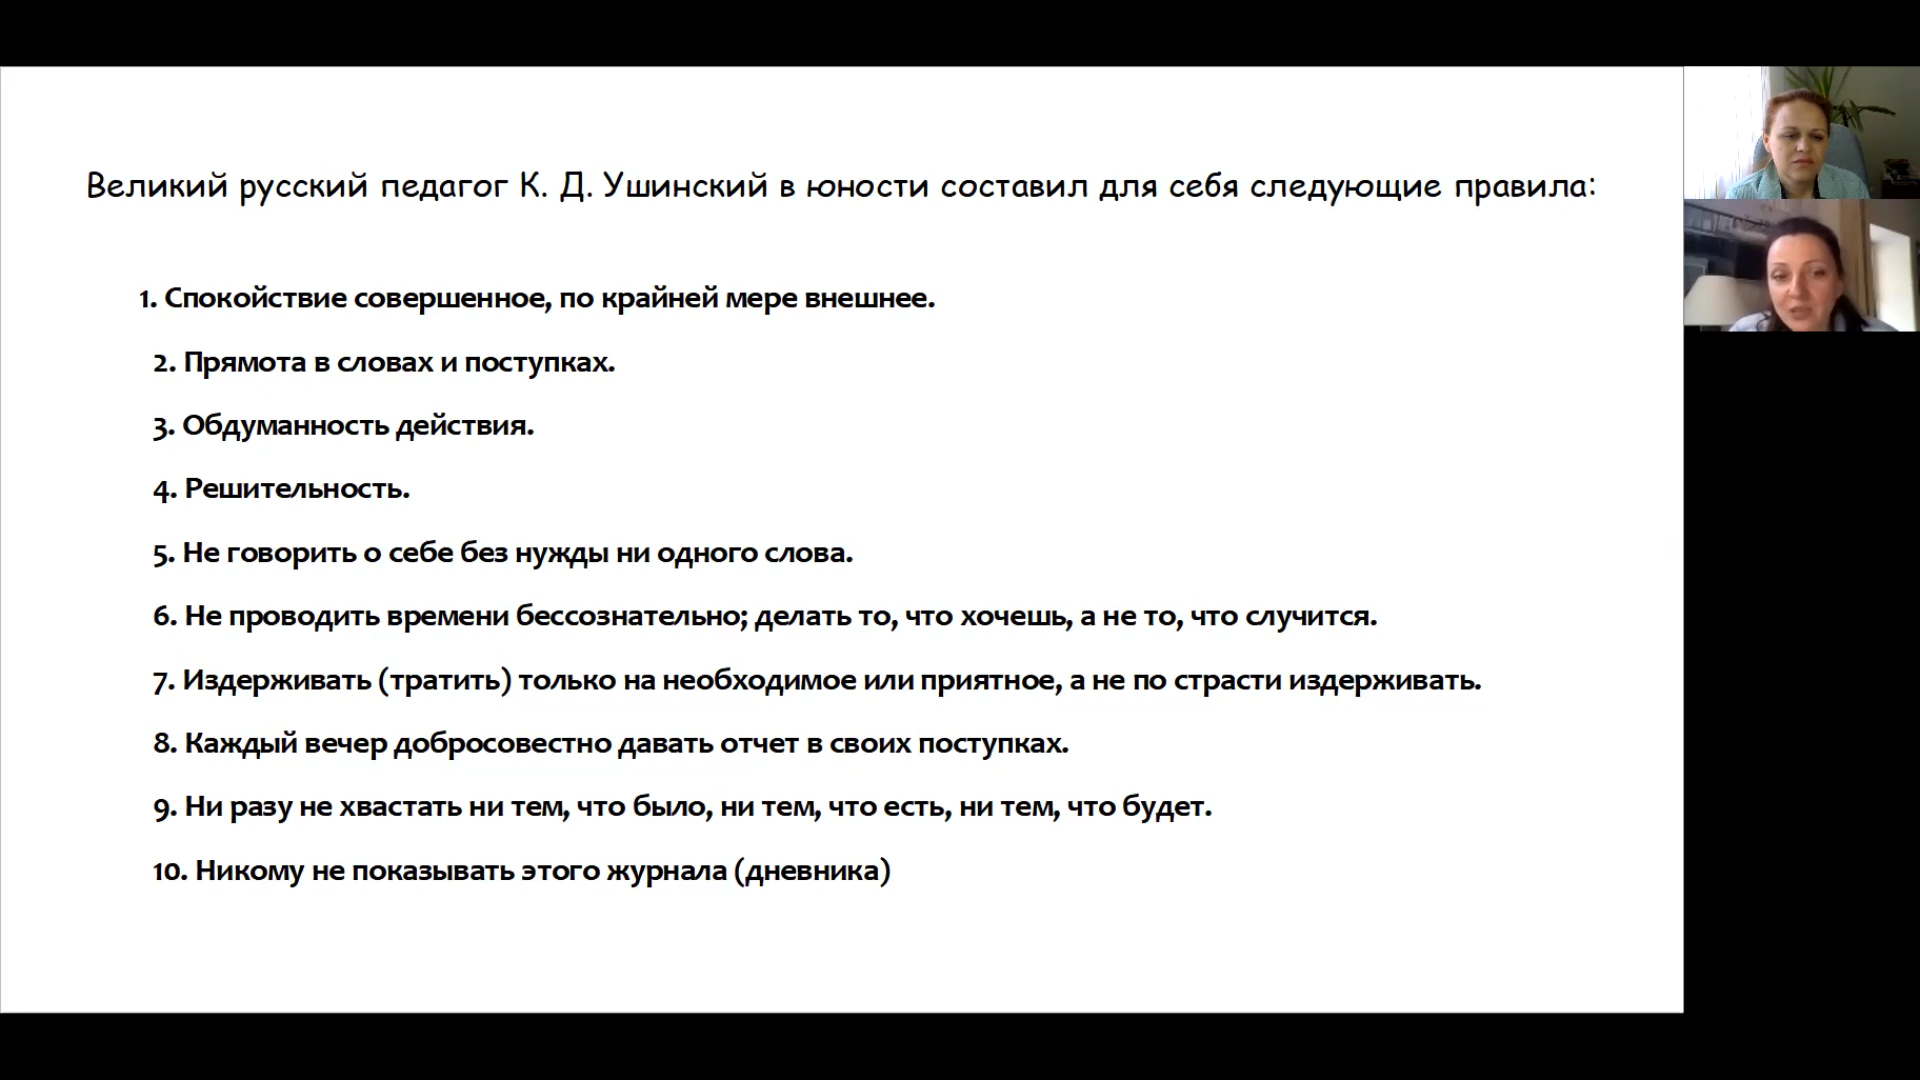 Великий русский педагог К. Д. Ушинский в юности составил для себя следующие правила:
1. Спокойствие совершенное, по крайней мере внешнее.
2. Прямота в словах и поступках.
3. Обдуманность действия.
4. Решительность.
5. Не говорить о себе без нужды ни одного слова.
6. Не проводить времени бессознательно; делать то, что хочешь, а не то, что случится.
7. Издерживать (тратить) только на необходимое или приятное, а не по страсти издерживать.
8. Каждый вечер добросовестно давать отчет в своих поступках.
9. Ни разу не хвастать ни тем, что было, ни тем, что есть, ни тем, что будет.
10. Никому не показывать этого журнала (дневника)